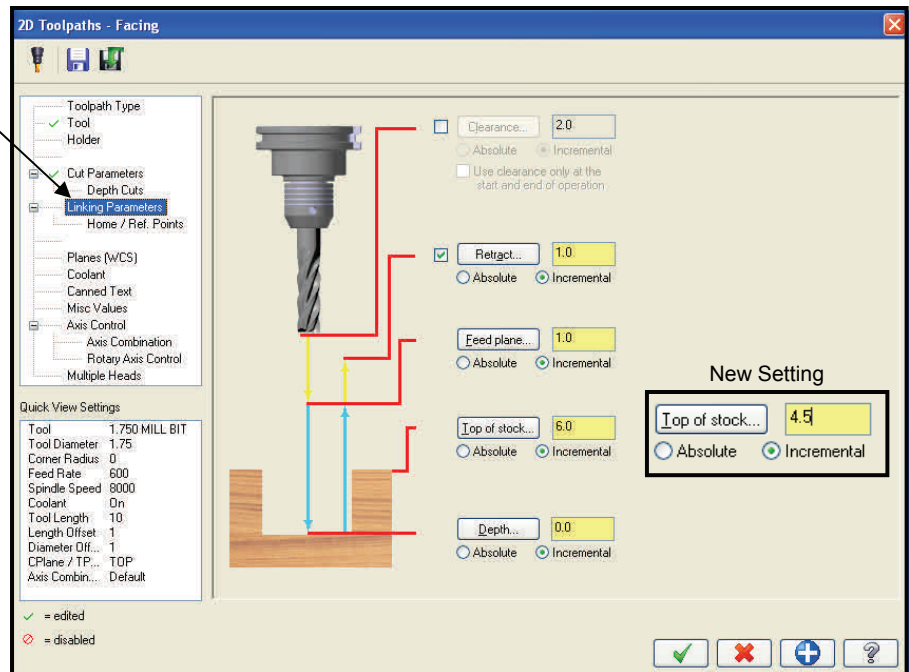 2D Toolpaths - Facing
Toolpath Type
Tool
Holder
Cut Parameters
Depth Cuts
Linking Parameters
Home / Ref. Points
Planes (WCS)
Coolant
Canned Text
Misc Values
Axis Control
Axis Combination
Rotary Axis Control
Multiple Heads
Quick View Settings
Tool 1.750 MILL BIT
Tool Diameter 1.75
Corner Radius 0
Feed Rate 600
Spindle Speed 8000
Coolant On
Tool Length 10
Length Offset 1
Diameter Off... 1
CPlane / TP... TOP
Axis Combin... Default
= edited
= disabled
Clearance... 2.0
Absolute Incremental
Use clearance only at the
start and end of operation
Retract... 1.0
Absolute Incremental
Feed plane... 1.0
Absolute Incremental
Top of stock... 6.0
Absolute Incremental
Depth... 0.0
Absolute Incremental
New Setting
Top of stock... 4.5
Absolute Incremental